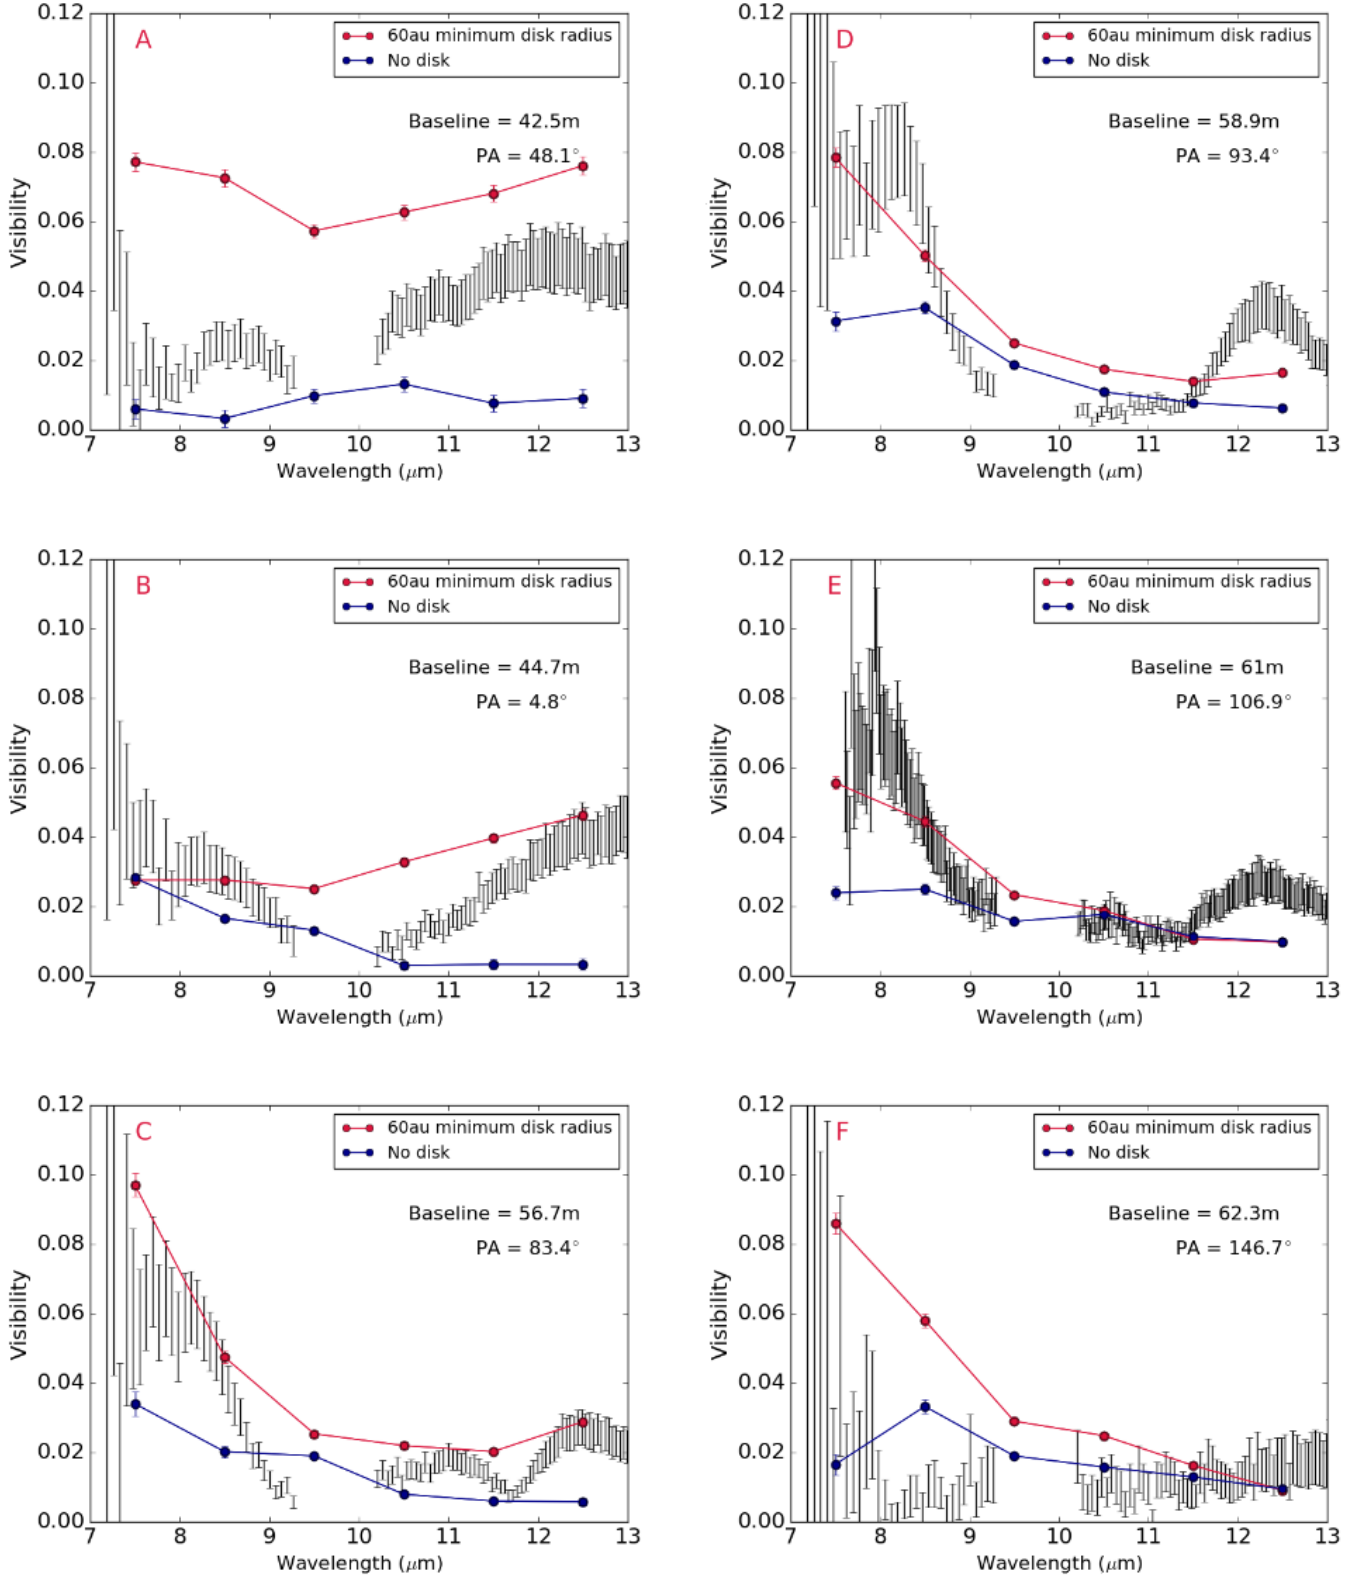 A
60au minimum disk radius
No disk
Baseline = 42.5m
PA = 48.1°
Visibility
0.12
0.10
0.08
0.06
0.04
0.02
0.00
7 8 9 10 11 12 13
Wavelength (μm)
D
60au minimum disk radius
No disk
Baseline = 58.9m
PA = 93.4°
Visibility
0.12
0.10
0.08
0.06
0.04
0.02
0.00
7 8 9 10 11 12 13
Wavelength (μm)
B
60au minimum disk radius
No disk
Baseline = 44.7m
PA = 4.8°
Visibility
0.12
0.10
0.08
0.06
0.04
0.02
0.00
7 8 9 10 11 12 13
Wavelength (μm)
E
60au minimum disk radius
No disk
Baseline = 61m
PA = 106.9°
Visibility
0.12
0.10
0.08
0.06
0.04
0.02
0.00
7 8 9 10 11 12 13
Wavelength (μm)
C
60au minimum disk radius
No disk
Baseline = 56.7m
PA = 83.4°
Visibility
0.12
0.10
0.08
0.06
0.04
0.02
0.00
7 8 9 10 11 12 13
Wavelength (μm)
F
60au minimum disk radius
No disk
Baseline = 62.3m
PA = 146.7°
Visibility
0.12
0.10
0.08
0.06
0.04
0.02
0.00
7 8 9 10 11 12 13
Wavelength (μm)